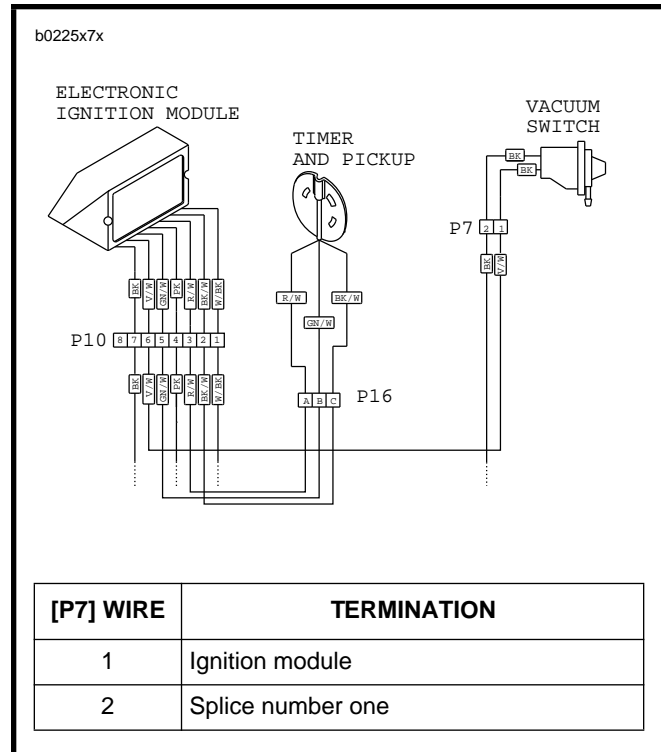 b0225x7x
ELECTRONIC
IGNITION MODULE
TIMER
AND PICKUP
VACUUM
SWITCH
BK
BK
P7 2 1
BK V/W
BK V/W GN/W PK R/W BK/W W/BK
R/W BK/W
GN/W
P10 8 7 6 5 4 3 2 1
BK V/W GN/W PK R/W BK/W W/BK
A B C P16
[P7] WIRE TERMINATION
1 Ignition module
2 Splice number one